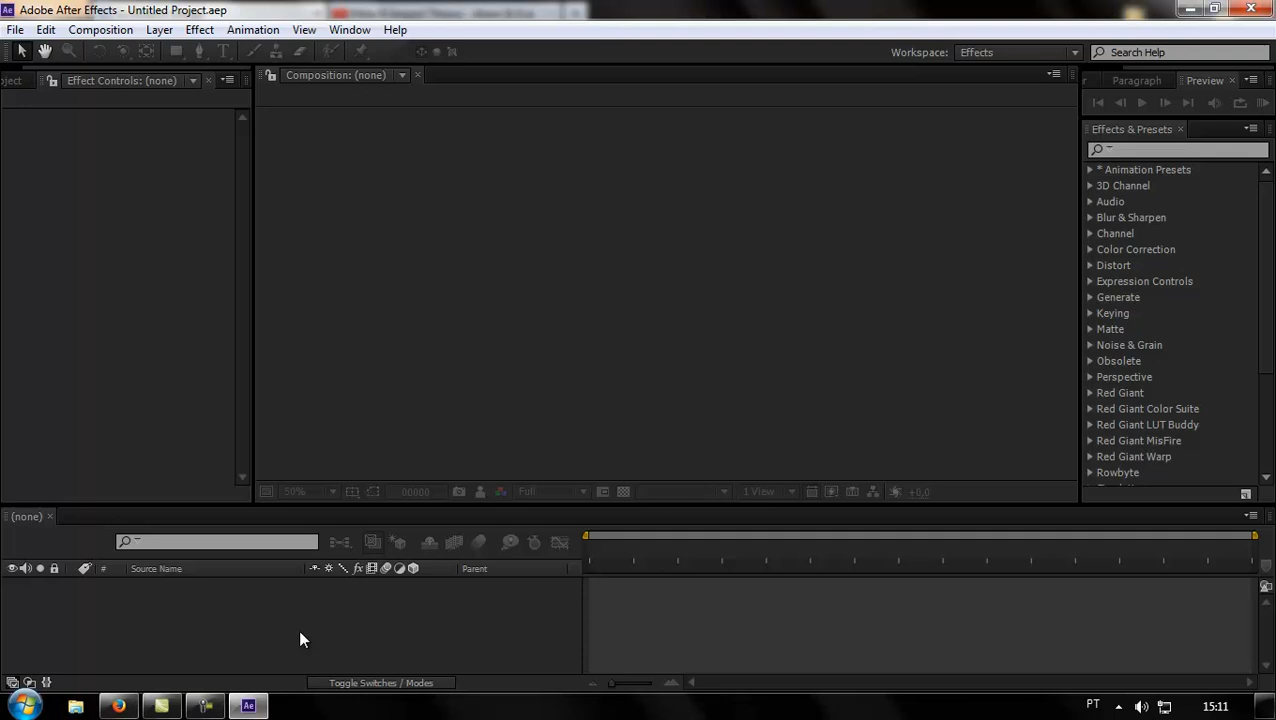 Ae Adobe After Effects - Untitled Project.aep
File Edit Composition Layer Effect Animation View Window Help
Workspace: Effects Search Help
oject Effect Controls: (none) Composition: (none) r Paragraph Preview
Effects & Presets
* Animation Presets
3D Channel
Audio
Blur & Sharpen
Channel
Color Correction
Distort
Expression Controls
Generate
Keying
Matte
Noise & Grain
Obsolete
Perspective
Red Giant
Red Giant Color Suite
Red Giant LUT Buddy
Red Giant MisFire
Red Giant Warp
Rowbyte
50% 00000 Full 1 View +0,0
(none)
# Source Name fx Parent
Toggle Switches / Modes
Ae PT 15:11